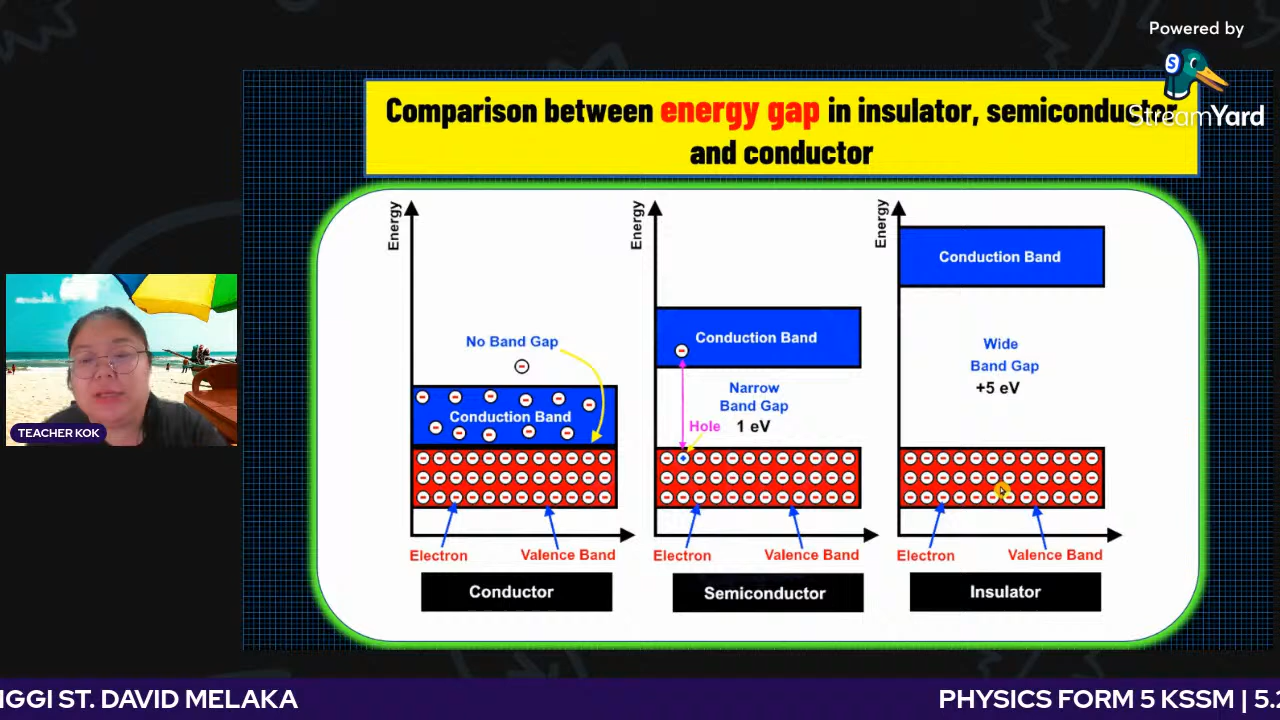 Powered by
StreamYard
Comparison between energy gap in insulator, semiconductor
and conductor
Energy
No Band Gap
Conduction Band
Electron
Valence Band
Conductor
Energy
Conduction Band
Narrow
Band Gap
Hole
1 eV
Electron
Valence Band
Semiconductor
Energy
Conduction Band
Wide
Band Gap
+5 eV
Electron
Valence Band
Insulator
TEACHER KOK
NGGI ST. DAVID MELAKA
PHYSICS FORM 5 KSSM | 5.